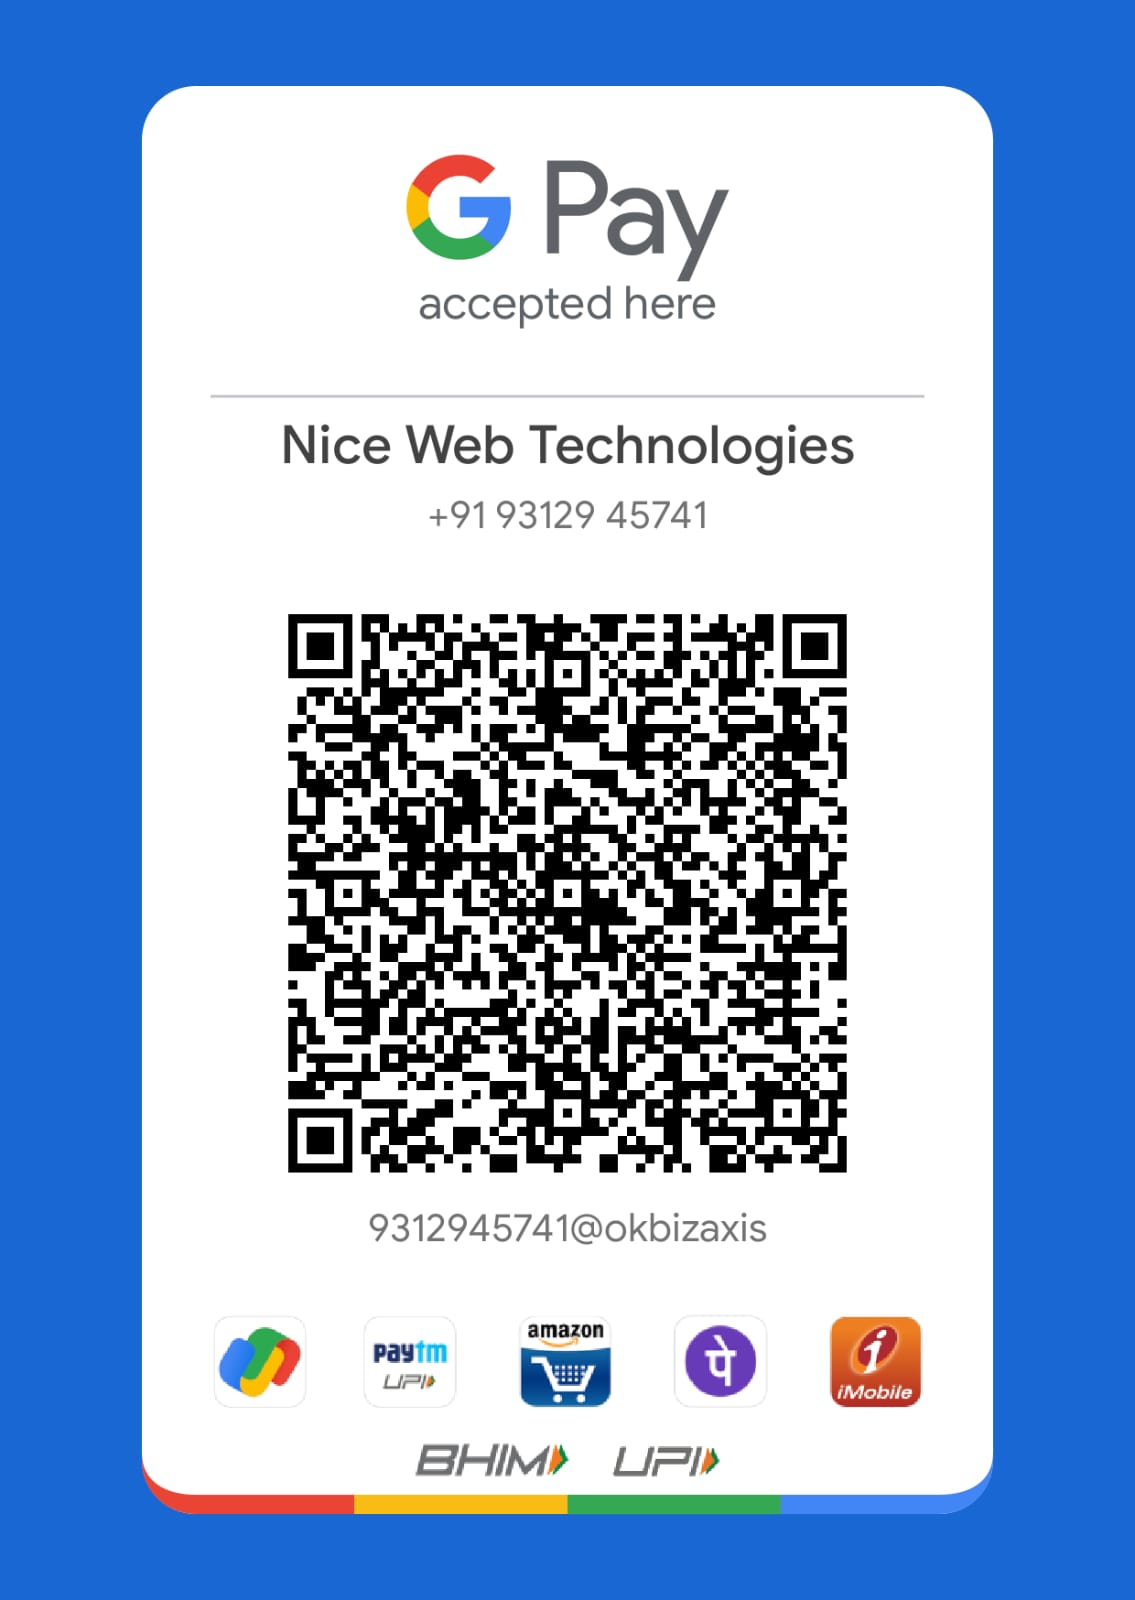 G Pay
accepted here
Nice Web Technologies
+91 93129 45741
9312945741@okbizaxis
paytm
UPI
amazon
पे
i
iMobile
BHIM UPI